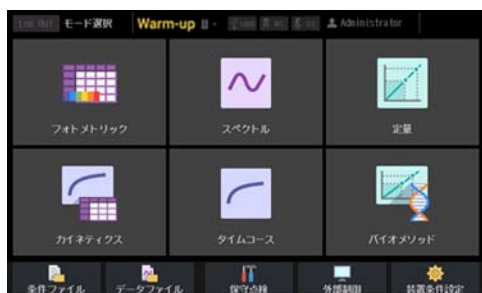 Log Out モード選択 Warm-up Administrator
フォトメトリック
スペクトル
定量
カイネティクス
タイムコース
バイオメソッド
条件ファイル
データファイル
保守点検
外部制御
装置条件設定